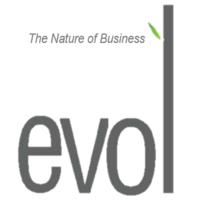 The Nature of Business
evol